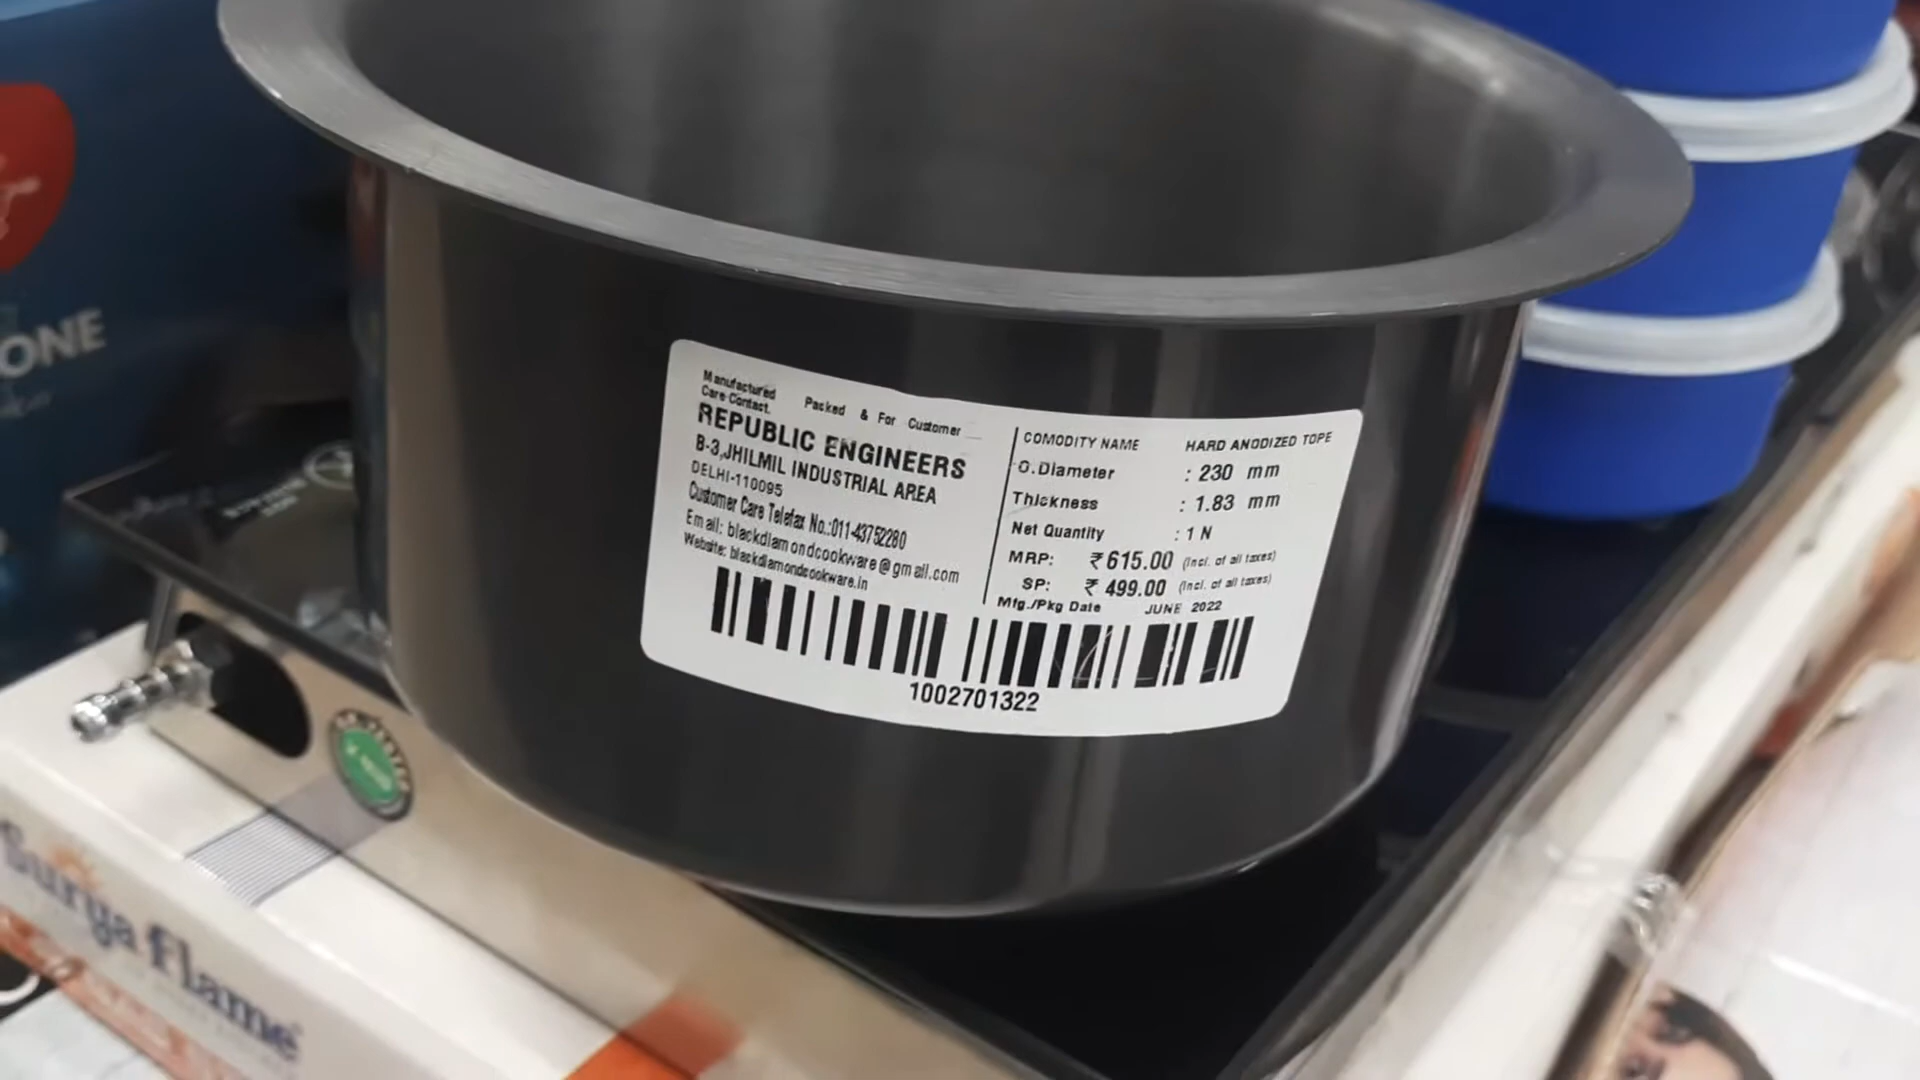 ONE
Manufactured Packed & For Customer
Care Contact.
REPUBLIC ENGINEERS
B-3,JHILMIL INDUSTRIAL AREA
DELHI-110095
Customer Care Telefax No.:011-43752280
Email: blackdiamondcookware@gmail.com
Website: blackdiamondcookware.in
COMODITY NAME HARD ANODIZED TOPE
O.Diameter : 230 mm
Thickness : 1.83 mm
Net Quantity : 1 N
MRP: ₹615.00 (Incl. of all taxes)
SP: ₹ 499.00 (Incl. of all taxes)
Mfg./Pkg Date JUNE 2022
1002701322
Surya flame